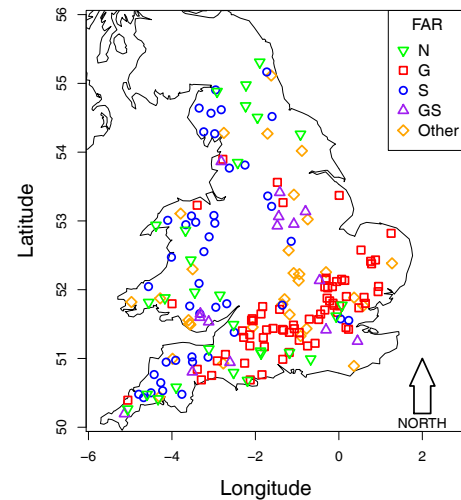 FAR
N
G
S
GS
Other
Latitude
56
55
54
53
52
51
50
NORTH
-6 -4 -2 0 2
Longitude